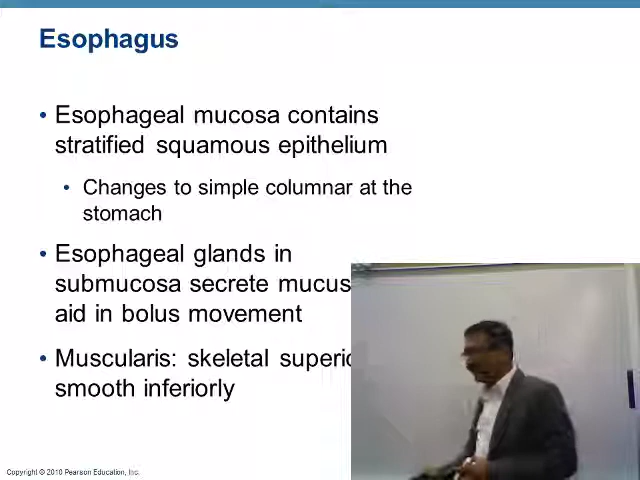 Esophagus
• Esophageal mucosa contains
stratified squamous epithelium
• Changes to simple columnar at the
stomach
• Esophageal glands in
submucosa secrete mucus
aid in bolus movement
• Muscularis: skeletal
smooth inferiorly
Copyright © 2010 Pearson Education, Inc.